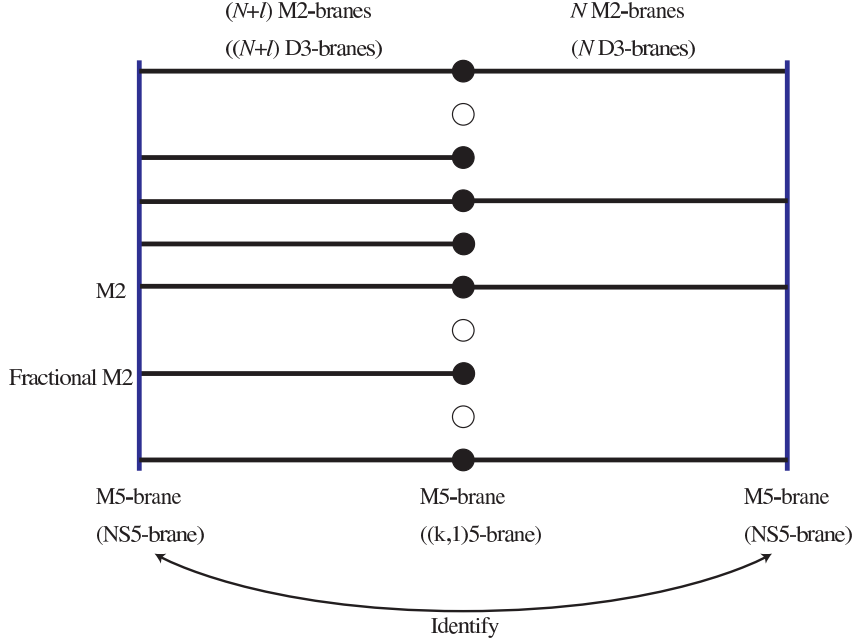 (N+l) M2-branes
N M2-branes
((N+l) D3-branes)
(N D3-branes)
M2
Fractional M2
M5-brane
M5-brane
M5-brane
(NS5-brane)
((k,1)5-brane)
(NS5-brane)
Identify